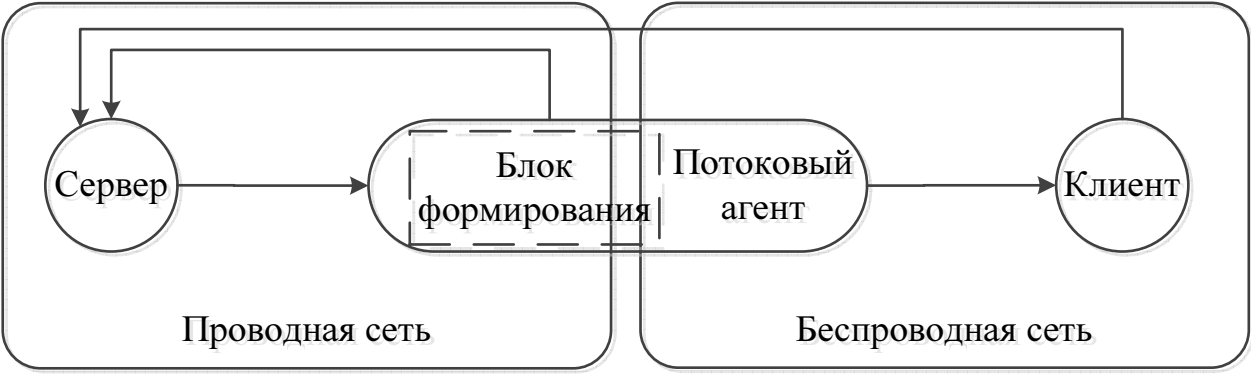 Сервер
Блок
формирования
Потоковый
агент
Клиент
Проводная сеть
Беспроводная сеть